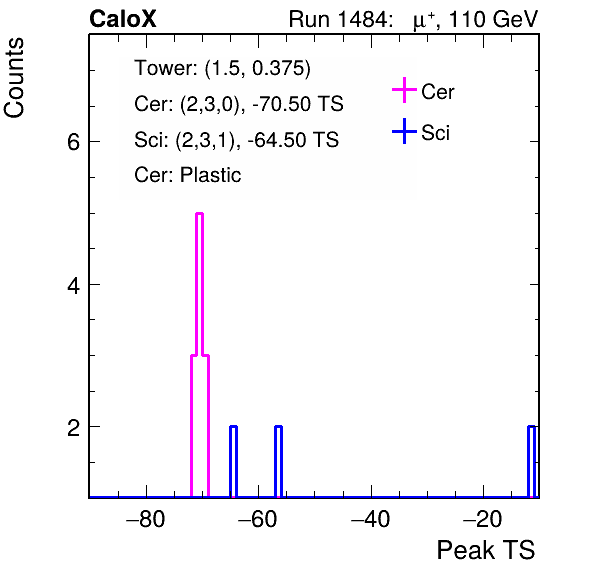 CaloX Run 1484: μ⁺, 110 GeV
Counts
Tower: (1.5, 0.375)
Cer: (2,3,0), -70.50 TS
Sci: (2,3,1), -64.50 TS
Cer: Plastic
Cer
Sci
6
4
2
−80 −60 −40 −20
Peak TS